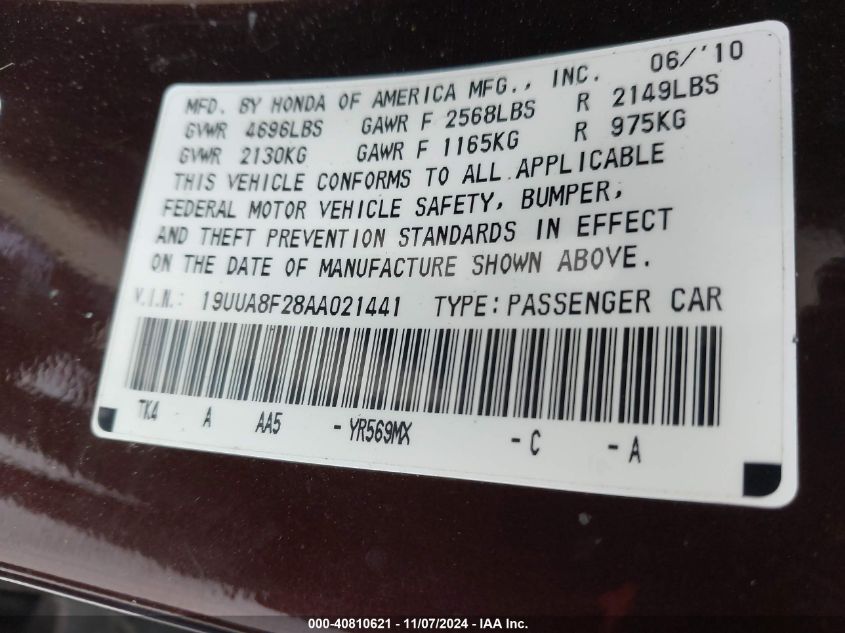 06/'10
MFD. BY HONDA OF AMERICA MFG., INC.
GVWR 4696LBS GAWR F 2568LBS R 2149LBS
GVWR 2130KG GAWR F 1165KG R 975KG
THIS VEHICLE CONFORMS TO ALL APPLICABLE
FEDERAL MOTOR VEHICLE SAFETY, BUMPER,
AND THEFT PREVENTION STANDARDS IN EFFECT
ON THE DATE OF MANUFACTURE SHOWN ABOVE.
V.I.N.: 19UUA8F28AA021441 TYPE: PASSENGER CAR
TK4 A AA5 - YR569MX - C - A
000-40810621 - 11/07/2024 - IAA Inc.